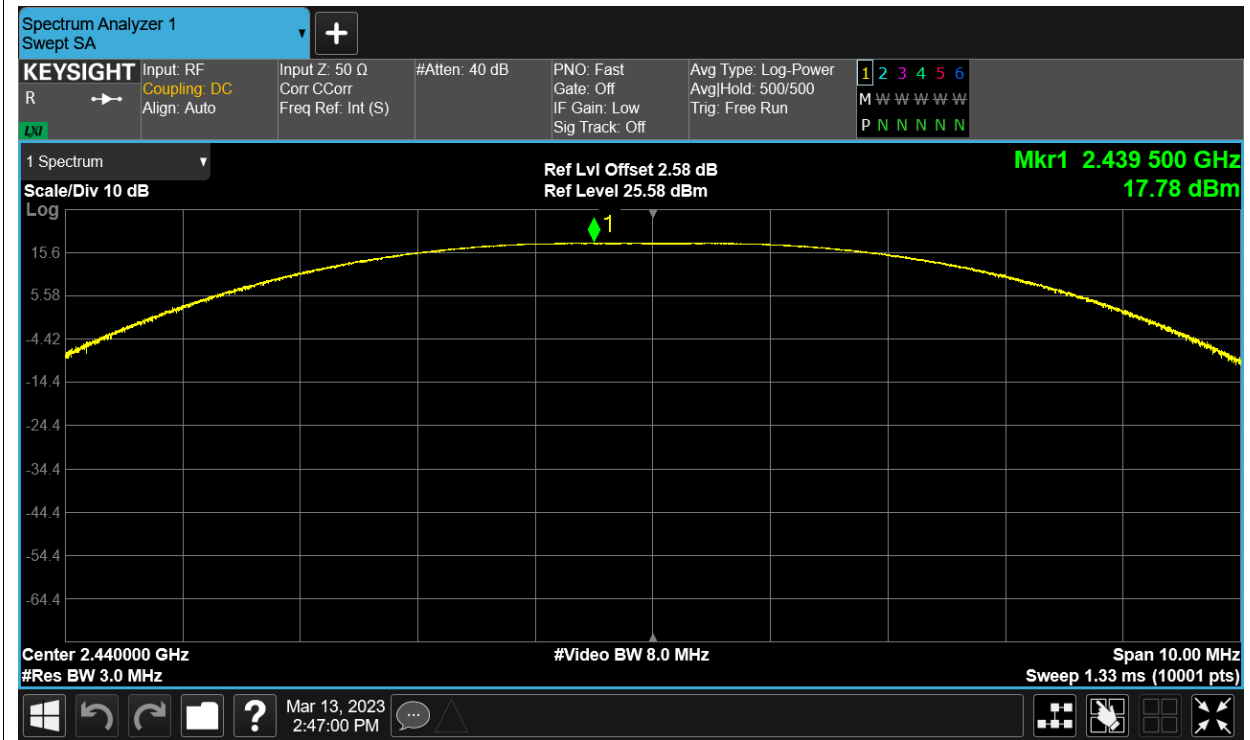 Spectrum Analyzer 1
Swept SA
KEYSIGHT
R
LXI
Input: RF
Coupling: DC
Align: Auto
Input Z: 50 Ω
Corr CCorr
Freq Ref: Int (S)
#Atten: 40 dB
PNO: Fast
Gate: Off
IF Gain: Low
Sig Track: Off
Avg Type: Log-Power
Avg|Hold: 500/500
Trig: Free Run
1 2 3 4 5 6
M W W W W W
P N N N N N
1 Spectrum
Scale/Div 10 dB
Ref Lvl Offset 2.58 dB
Ref Level 25.58 dBm
Mkr1 2.439 500 GHz
17.78 dBm
Log
1
15.6
5.58
-4.42
-14.4
-24.4
-34.4
-44.4
-54.4
-64.4
Center 2.440000 GHz
#Res BW 3.0 MHz
#Video BW 8.0 MHz
Span 10.00 MHz
Sweep 1.33 ms (10001 pts)
?
Mar 13, 2023
2:47:00 PM